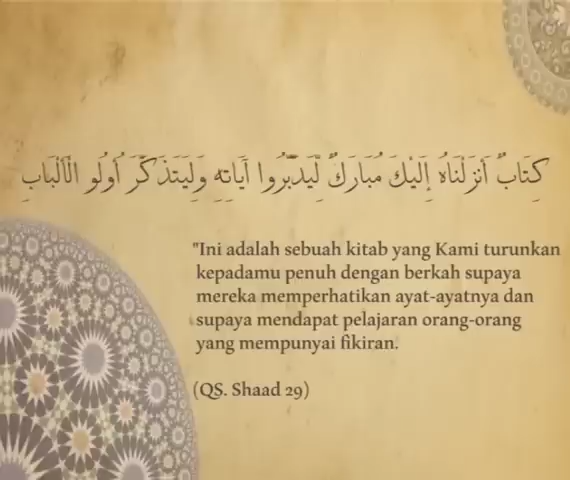 كِتَابٌ أَنزَلْنَاهُ إِلَيْكَ مُبَارَكٌ لِّيَدَّبَّرُوا آيَاتِهِ وَلِيَتَذَكَّرَ أُولُو الْأَلْبَابِ
"Ini adalah sebuah kitab yang Kami turunkan
kepadamu penuh dengan berkah supaya
mereka memperhatikan ayat-ayatnya dan
supaya mendapat pelajaran orang-orang
yang mempunyai fikiran.
(QS. Shaad 29)